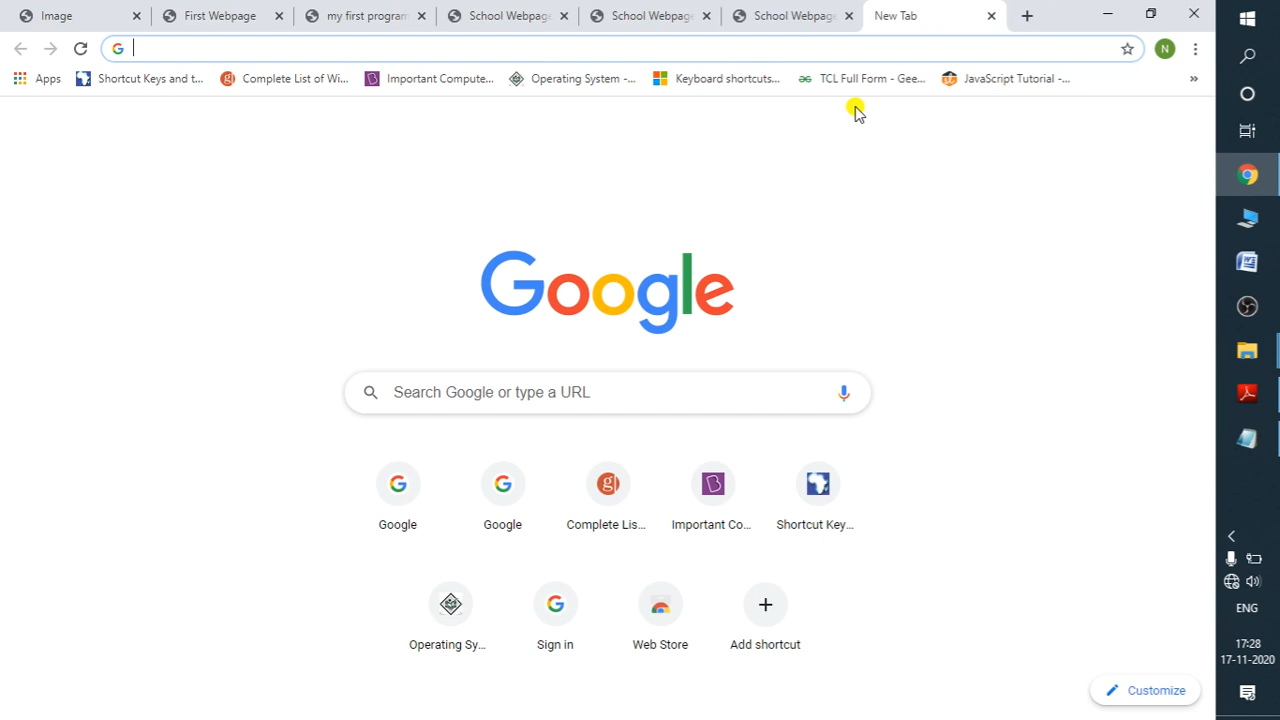 Image
First Webpage
my first program
School Webpage
School Webpage
School Webpage
New Tab
Apps
Shortcut Keys and t...
Complete List of Wi...
Important Compute...
Operating System -...
Keyboard shortcuts...
TCL Full Form - Gee...
JavaScript Tutorial -...
N
Google
Search Google or type a URL
Google
Google
Complete Lis...
Important Co...
Shortcut Key...
Operating Sy...
Sign in
Web Store
Add shortcut
Customize
ENG
17:28
17-11-2020